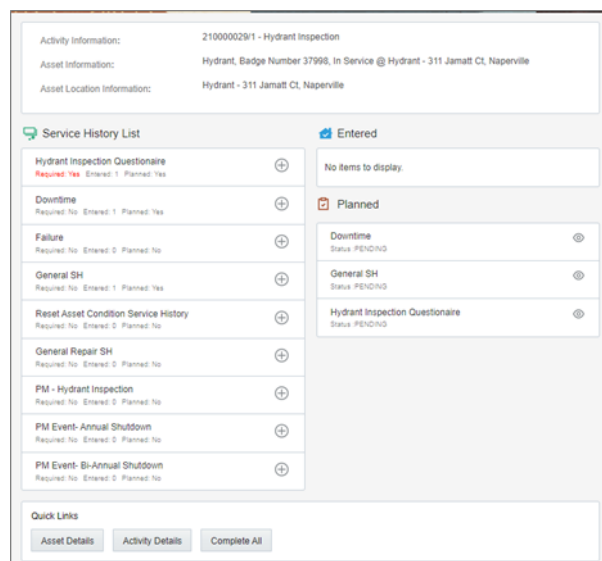 Activity Information: 210000029/1 - Hydrant Inspection
Asset Information: Hydrant, Badge Number 37998, In Service @ Hydrant - 311 Jamatt Ct, Naperville
Asset Location Information: Hydrant - 311 Jamatt Ct, Naperville
Service History List
Hydrant Inspection Questionaire
Required: Yes Entered: 1 Planned: Yes
Downtime
Required: No Entered: 1 Planned: Yes
Failure
Required: No Entered: 0 Planned: No
General SH
Required: No Entered: 1 Planned: Yes
Reset Asset Condition Service History
Required: No Entered: 0 Planned: No
General Repair SH
Required: No Entered: 0 Planned: No
PM - Hydrant Inspection
Required: No Entered: 0 Planned: No
PM Event- Annual Shutdown
Required: No Entered: 0 Planned: No
PM Event- Bi-Annual Shutdown
Required: No Entered: 0 Planned: No
Entered
No items to display.
Planned
Downtime
Status :PENDING
General SH
Status :PENDING
Hydrant Inspection Questionaire
Status :PENDING
Quick Links
Asset Details Activity Details Complete All